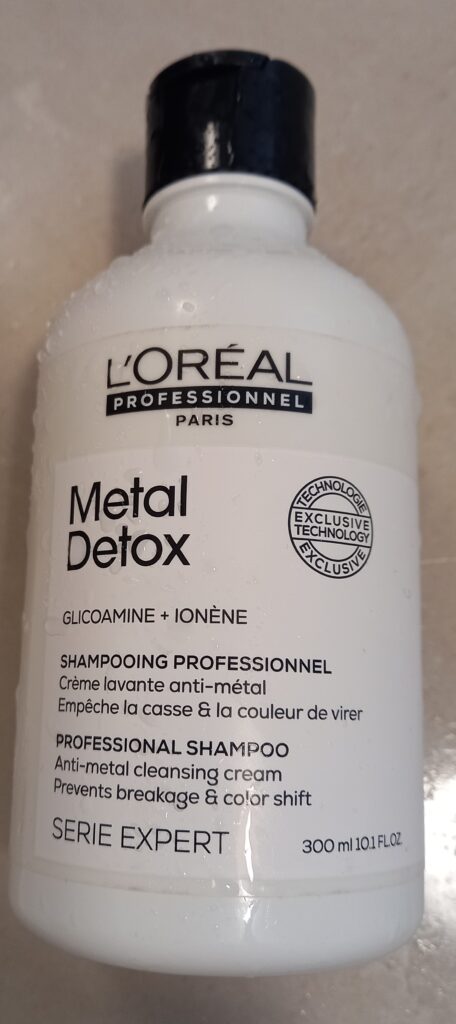 L'ORÉAL
PROFESSIONNEL
PARIS
Metal
Detox
TECHNOLOGIE
EXCLUSIVE
TECHNOLOGY
EXCLUSIVE
GLICOAMINE + IONÈNE
SHAMPOOING PROFESSIONNEL
Crème lavante anti-métal
Empêche la casse & la couleur de virer
PROFESSIONAL SHAMPOO
Anti-metal cleansing cream
Prevents breakage & color shift
SERIE EXPERT
300 ml 10.1 FL.OZ.